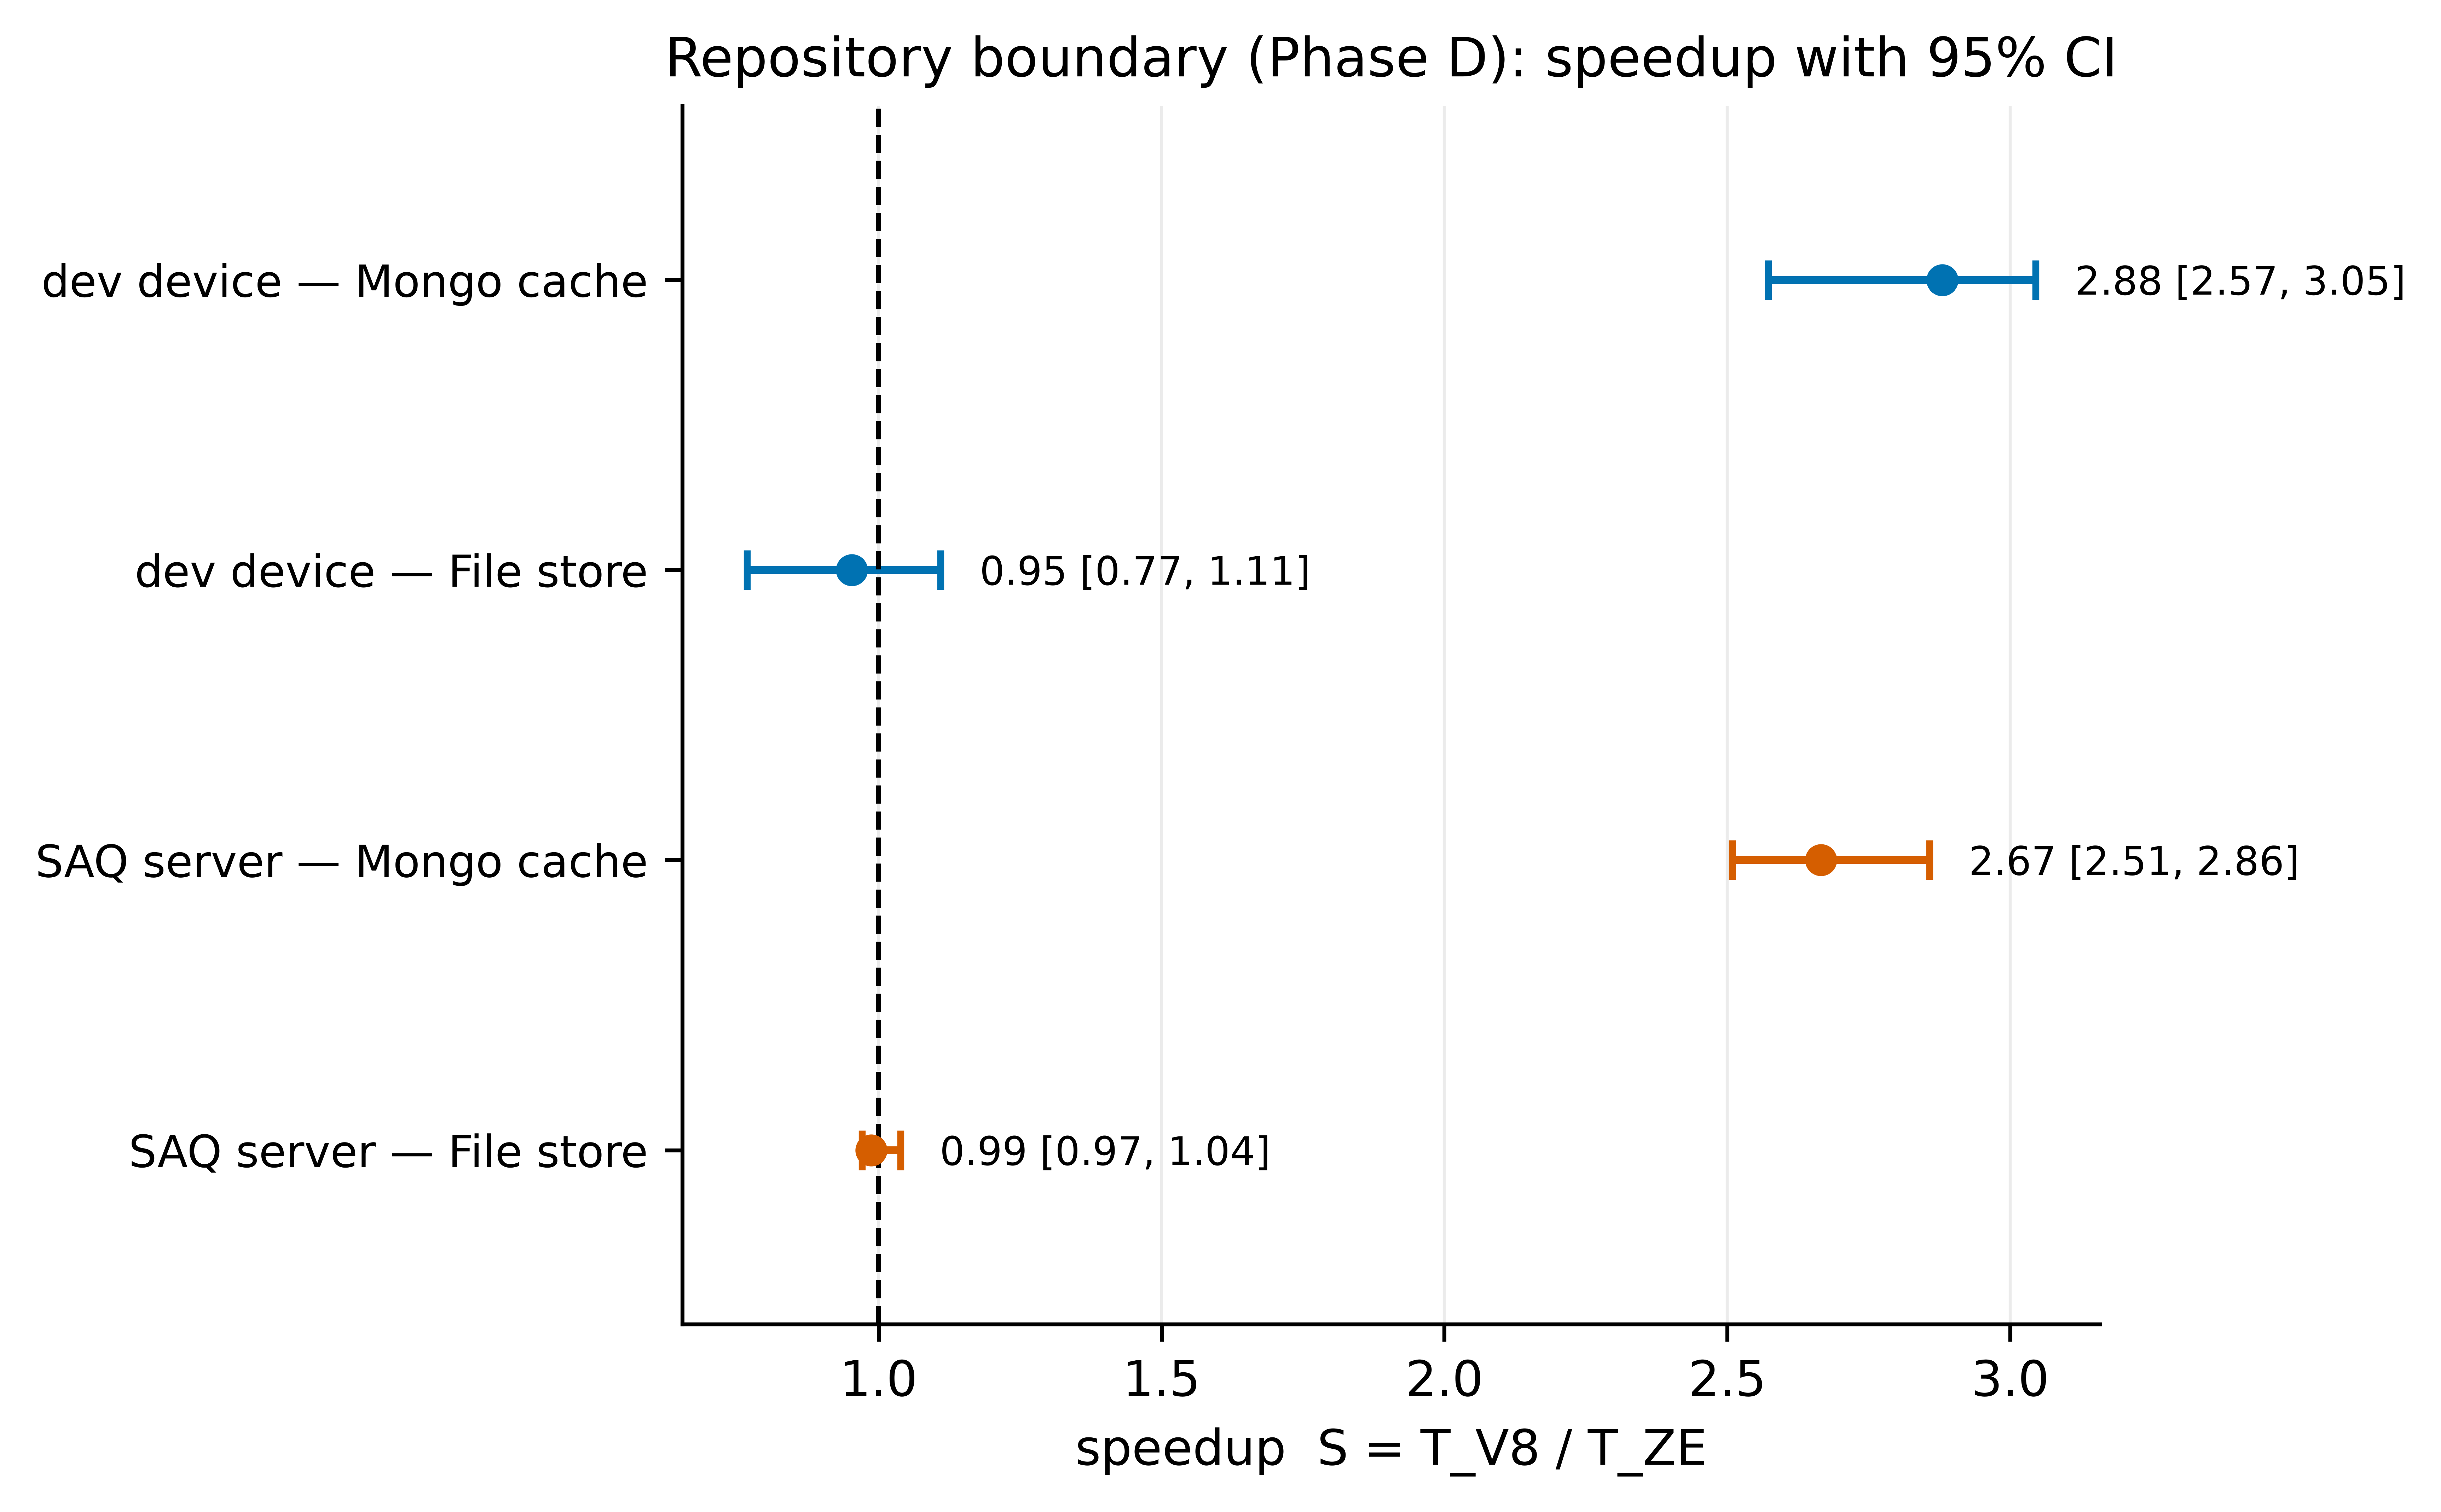 Repository boundary (Phase D): speedup with 95% CI
dev device — Mongo cache
2.88 [2.57, 3.05]
dev device — File store
0.95 [0.77, 1.11]
SAQ server — Mongo cache
2.67 [2.51, 2.86]
SAQ server — File store
0.99 [0.97, 1.04]
1.0 1.5 2.0 2.5 3.0
speedup  S = T_V8 / T_ZE